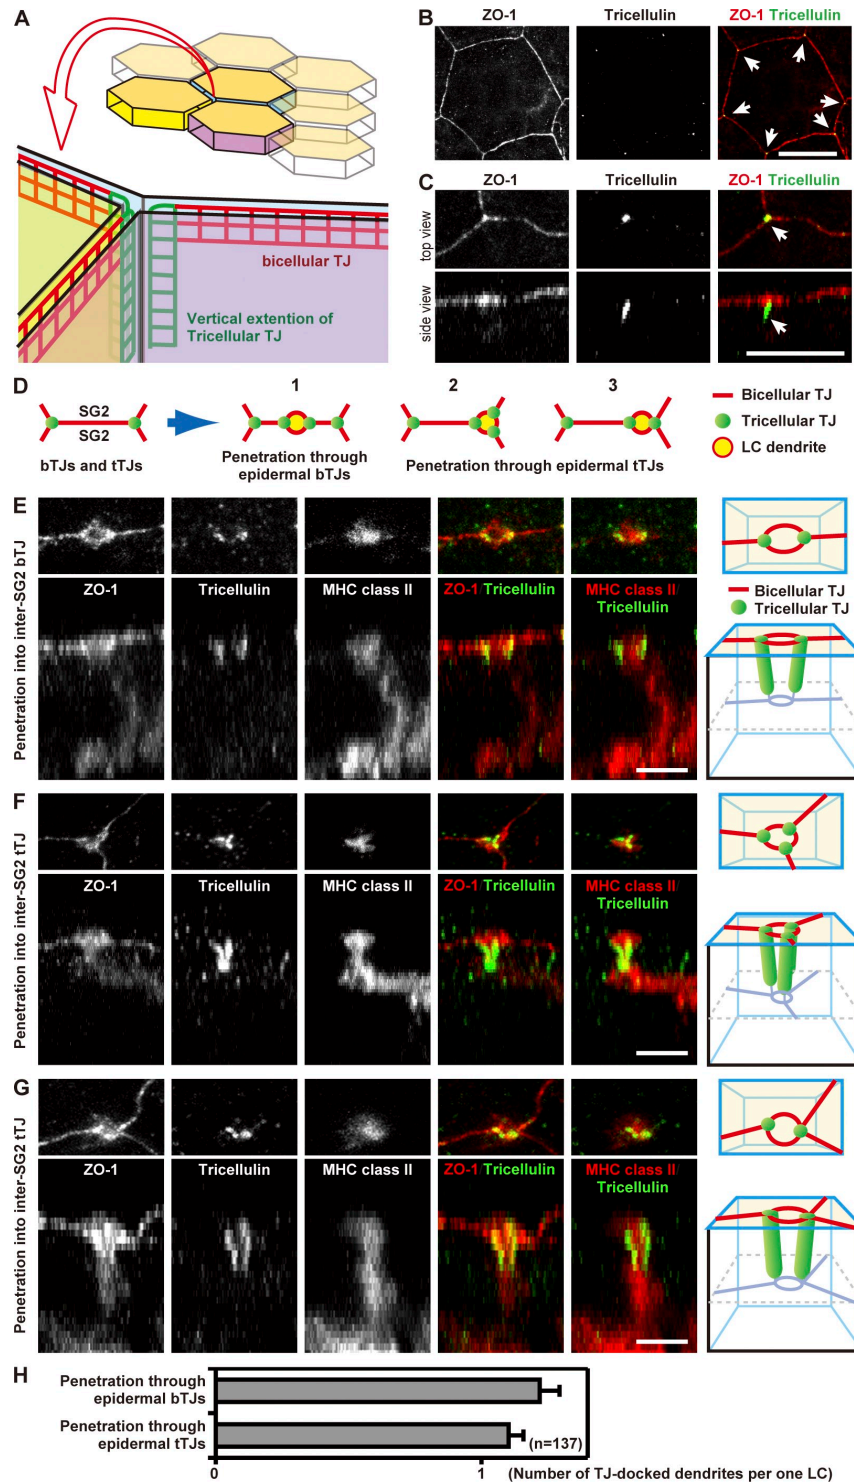 A
bicellular TJ
Vertical extention of
Tricellular TJ
B
ZO-1
Tricellulin
ZO-1 Tricellulin
C
ZO-1
Tricellulin
ZO-1 Tricellulin
top view
side view
D
SG2
SG2
bTJs and tTJs
1
Penetration through
epidermal bTJs
2
3
Penetration through epidermal tTJs
Bicellular TJ
Tricellular TJ
LC dendrite
E
Penetration into inter-SG2 bTJ
ZO-1
Tricellulin
MHC class II
ZO-1 Tricellulin
MHC class II/
Tricellulin
Bicellular TJ
Tricellular TJ
F
Penetration into inter-SG2 tTJ
ZO-1
Tricellulin
MHC class II
ZO-1 Tricellulin
MHC class II/
Tricellulin
G
Penetration into inter-SG2 tTJ
ZO-1
Tricellulin
MHC class II
ZO-1 Tricellulin
MHC class II/
Tricellulin
H
Penetration through
epidermal bTJs
Penetration through
epidermal tTJs
(n=137)
0
1
(Number of TJ-docked dendrites per one LC)